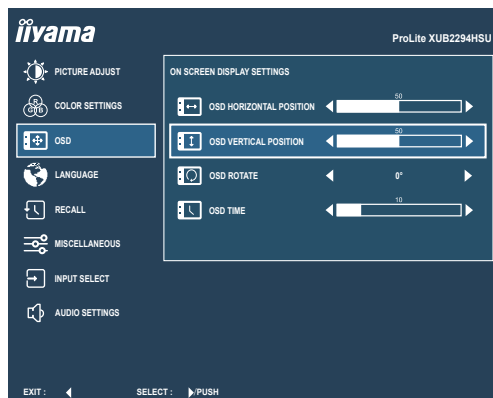 iiyama
ProLite XUB2294HSU
PICTURE ADJUST
R
G B
COLOR SETTINGS
OSD
LANGUAGE
RECALL
MISCELLANEOUS
INPUT SELECT
AUDIO SETTINGS
ON SCREEN DISPLAY SETTINGS
OSD HORIZONTAL POSITION
50
OSD VERTICAL POSITION
50
OSD ROTATE
0°
OSD TIME
10
EXIT :
SELECT : /PUSH